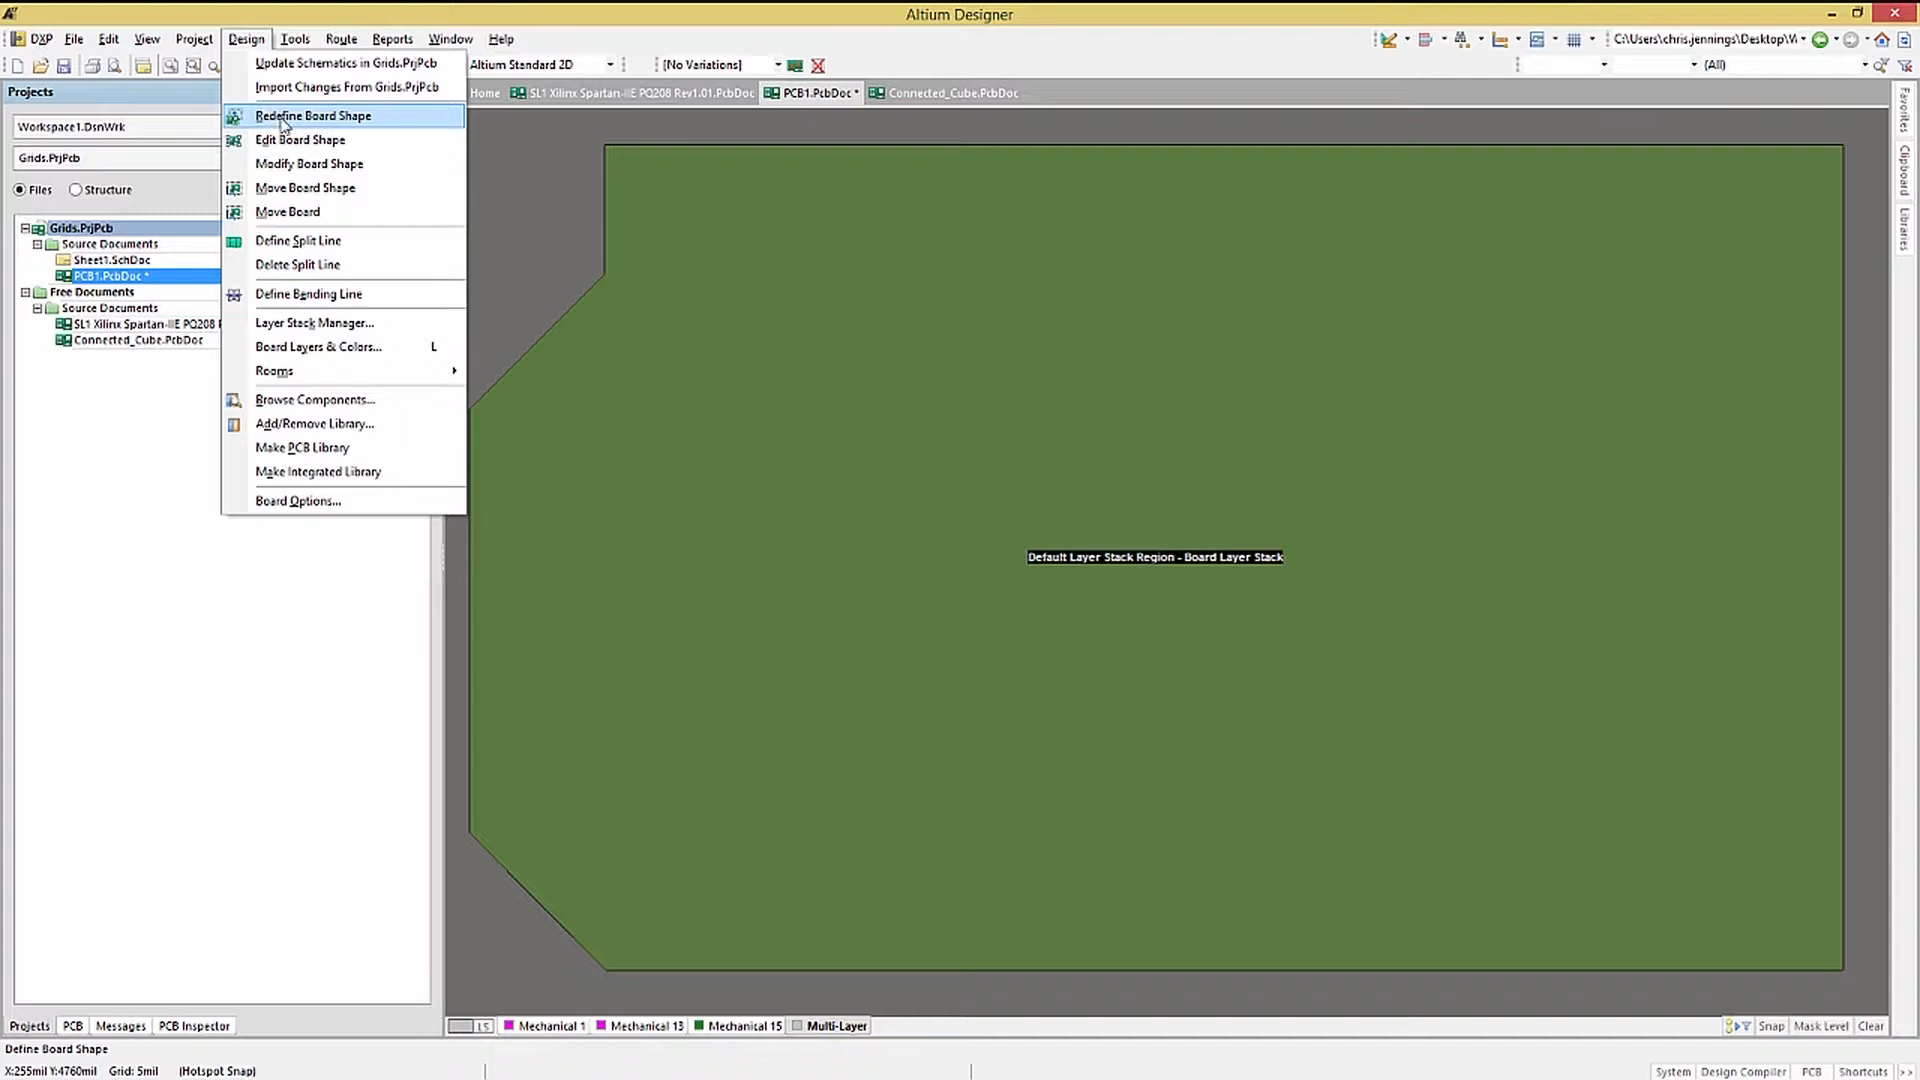 Altium Designer
DXP File Edit View Project Design Tools Route Reports Window Help
C:\Users\chris.jennings\Desktop\W
Altium Standard 2D [No Variations] (All)
Projects
Home SL1 Xilinx Spartan-IIE PQ208 Rev1.01.PcbDoc PCB1.PcbDoc * Connected_Cube.PcbDoc
Workspace1.DsnWrk
Grids.PrjPcb
Files Structure
Grids.PrjPcb
Source Documents
Sheet1.SchDoc
PCB1.PcbDoc *
Free Documents
Source Documents
SL1 Xilinx Spartan-IIE PQ208 R
Connected_Cube.PcbDoc
Update Schematics in Grids.PrjPcb
Import Changes From Grids.PrjPcb
Redefine Board Shape
Edit Board Shape
Modify Board Shape
Move Board Shape
Move Board
Define Split Line
Delete Split Line
Define Bending Line
Layer Stack Manager...
Board Layers & Colors... L
Rooms
Browse Components...
Add/Remove Library...
Make PCB Library
Make Integrated Library
Board Options...
Default Layer Stack Region - Board Layer Stack
Favorites
Clipboard
Libraries
Projects PCB Messages PCB Inspector
LS Mechanical 1 Mechanical 13 Mechanical 15 Multi-Layer
Snap Mask Level Clear
Define Board Shape
X:255mil Y:4760mil Grid: 5mil (Hotspot Snap)
System Design Compiler PCB Shortcuts >>